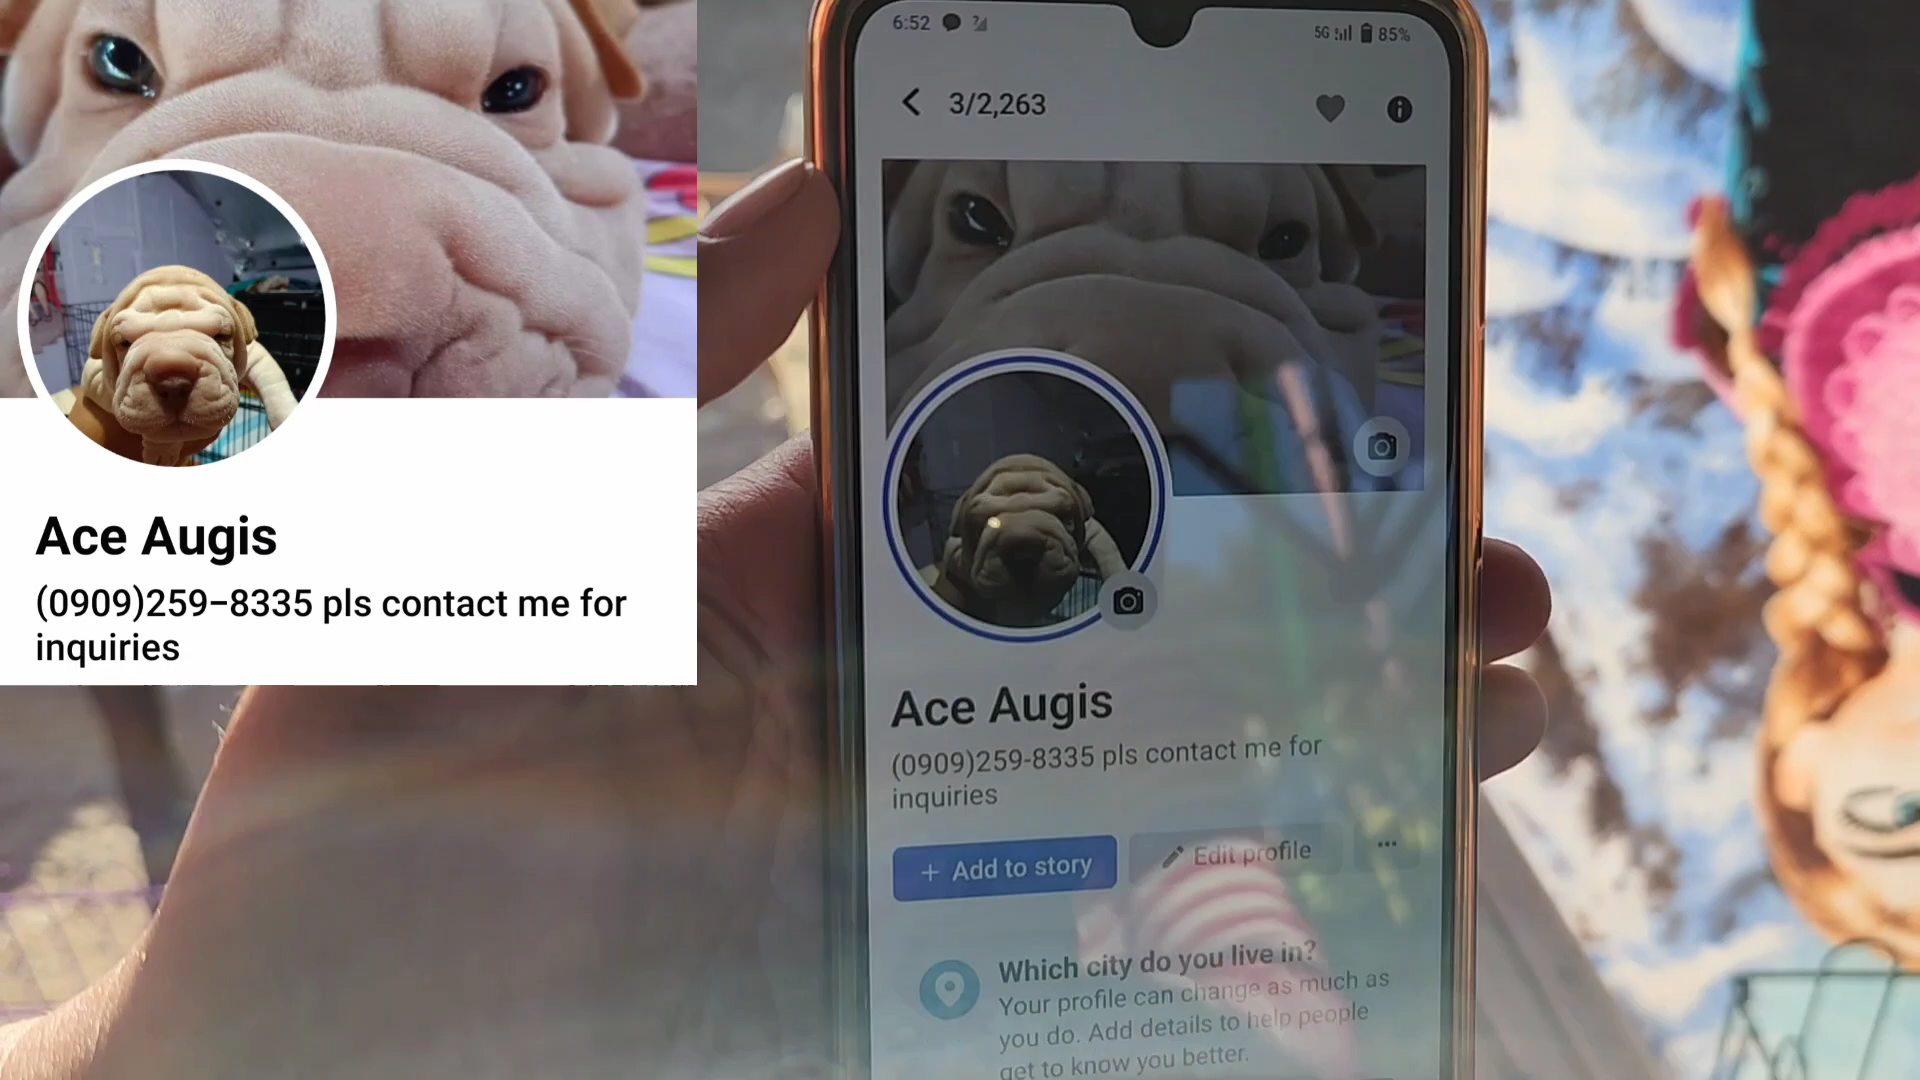 Ace Augis
(0909)259-8335 pls contact me for
inquiries
6:52
5G 85%
3/2,263
Ace Augis
(0909)259-8335 pls contact me for
inquiries
+ Add to story
Edit profile
Which city do you live in?
Your profile can change as much as
you do. Add details to help people
get to know you better.